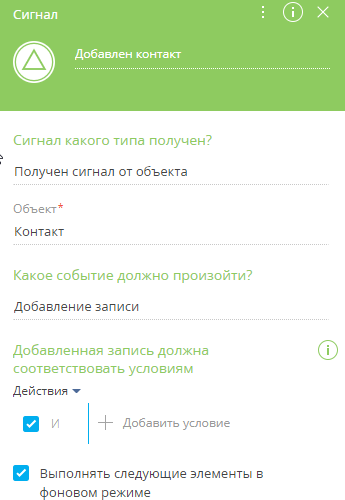 Сигнал
Добавлен контакт
Сигнал какого типа получен?
Получен сигнал от объекта
Объект*
Контакт
Какое событие должно произойти?
Добавление записи
Добавленная запись должна
соответствовать условиям
Действия
И
Добавить условие
Выполнять следующие элементы в
фоновом режиме